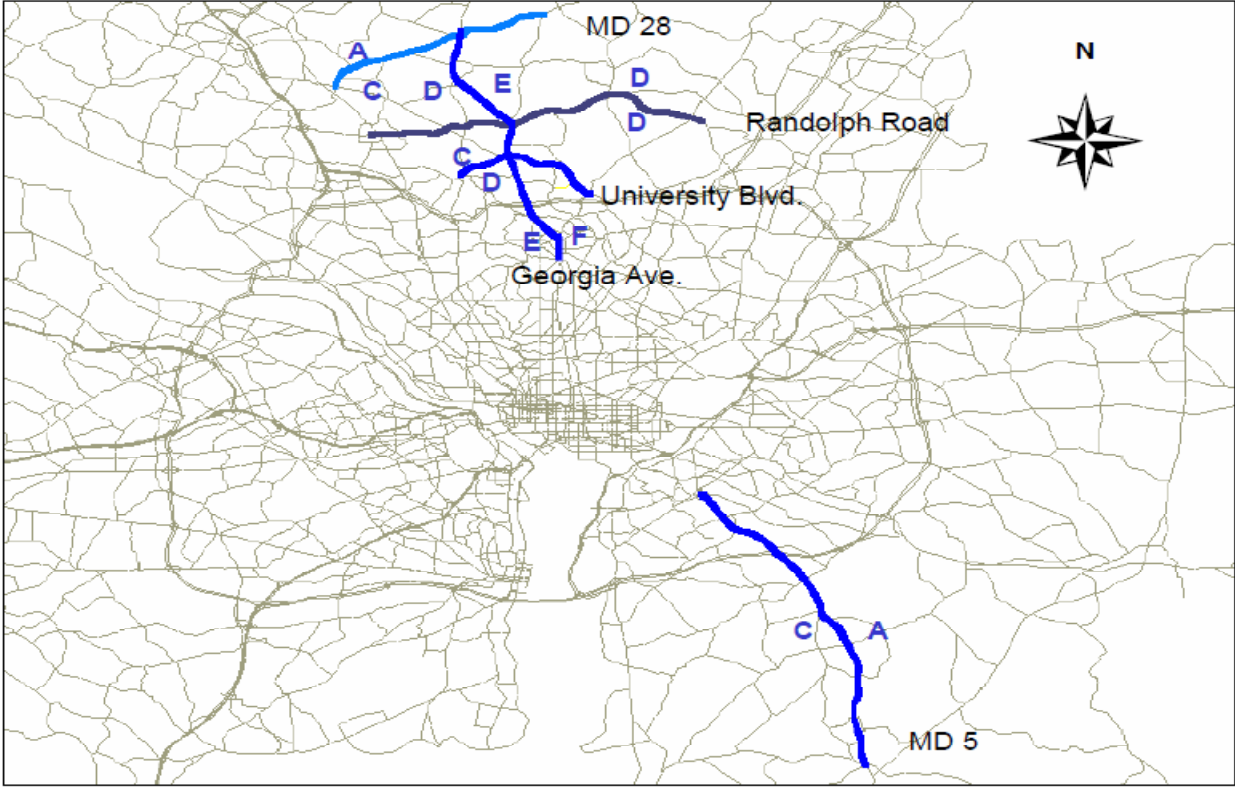 MD 28
N
A
C
D
E
D
D
Randolph Road
C
D
University Blvd.
E
F
Georgia Ave.
C
A
MD 5